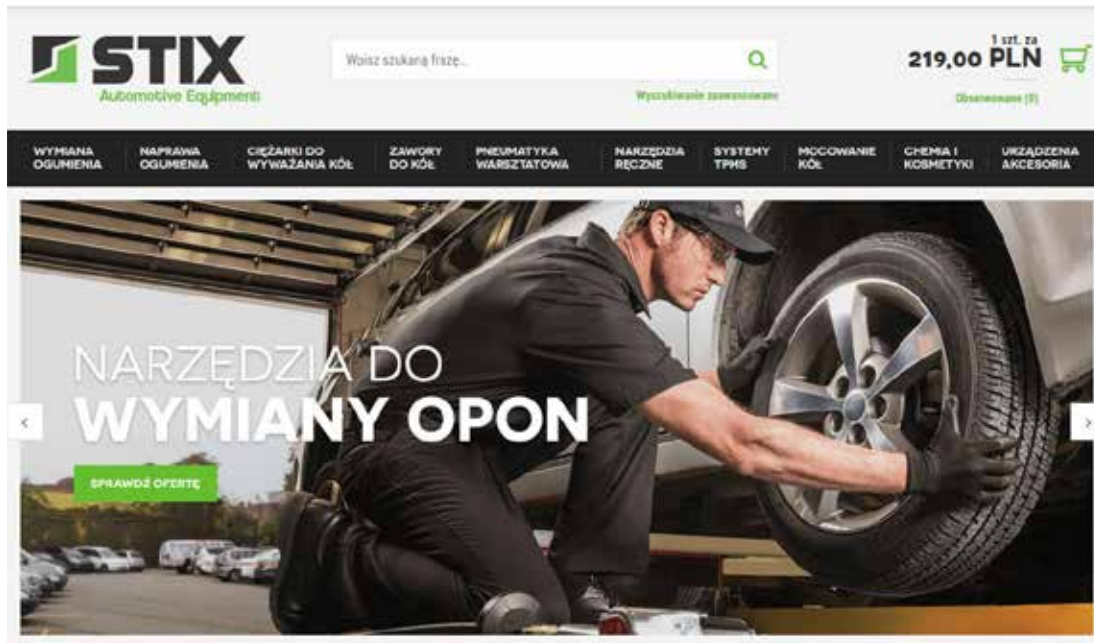 STIX
Automotive Equipment
Wpisz szukaną frazę...
Wyszukiwanie zaawansowane
1 szt. za
219,00 PLN
Obserwowane (0)
WYMIANA
OGUMIENIA
NAPRAWA
OGUMIENIA
CIĘŻARKI DO
WYWAŻANIA KÓŁ
ZAWORY
DO KÓŁ
PNEUMATYKA
WARSZTATOWA
NARZĘDZIA
RĘCZNE
SYSTEMY
TPMS
MOCOWANIE
KÓŁ
CHEMIA I
KOSMETYKI
URZĄDZENIA
AKCESORIA
NARZĘDZIA DO
WYMIANY OPON
SPRAWDŹ OFERTĘ